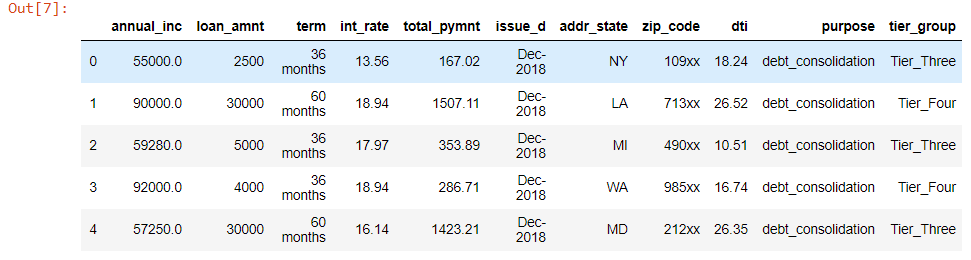 Out[7]:
annual_inc loan_amnt term int_rate total_pymnt issue_d addr_state zip_code dti purpose tier_group
0 55000.0 2500 36 months 13.56 167.02 Dec-2018 NY 109xx 18.24 debt_consolidation Tier_Three
1 90000.0 30000 60 months 18.94 1507.11 Dec-2018 LA 713xx 26.52 debt_consolidation Tier_Four
2 59280.0 5000 36 months 17.97 353.89 Dec-2018 MI 490xx 10.51 debt_consolidation Tier_Three
3 92000.0 4000 36 months 18.94 286.71 Dec-2018 WA 985xx 16.74 debt_consolidation Tier_Four
4 57250.0 30000 60 months 16.14 1423.21 Dec-2018 MD 212xx 26.35 debt_consolidation Tier_Three